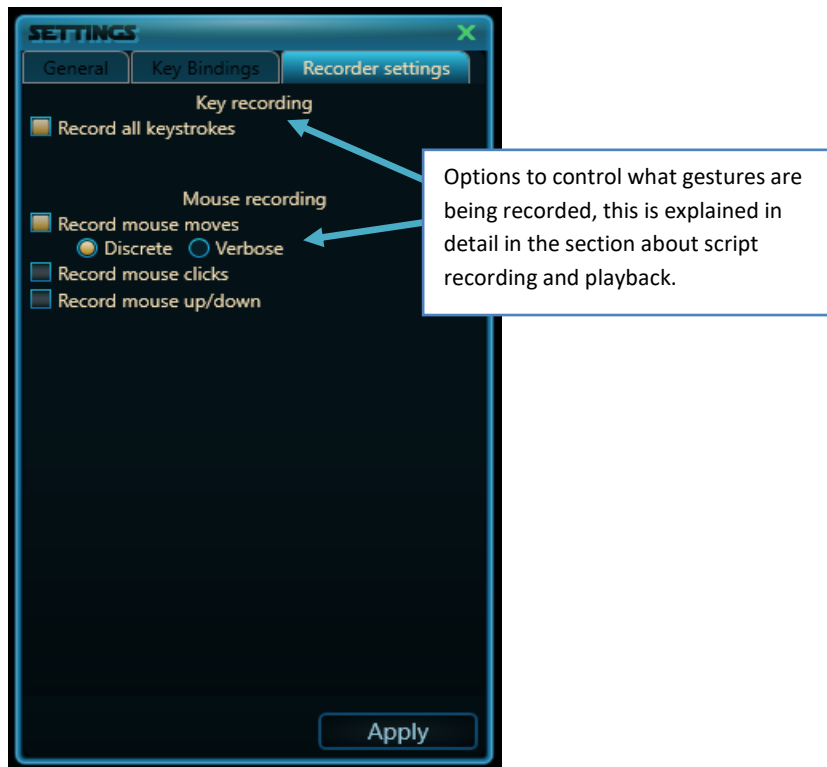 SETTINGS X
General Key Bindings Recorder settings
Key recording
Record all keystrokes
Mouse recording
Record mouse moves
Discrete Verbose
Record mouse clicks
Record mouse up/down
Options to control what gestures are
being recorded, this is explained in
detail in the section about script
recording and playback.
Apply